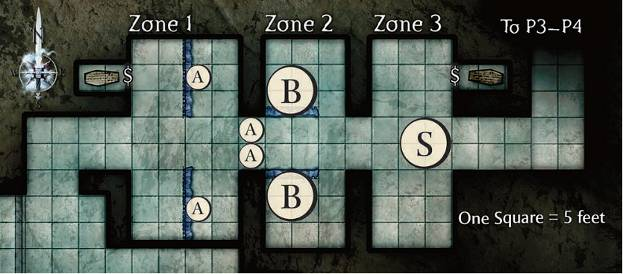 Zone 1
Zone 2
Zone 3
To P3–P4
A
$
B
$
A
A
S
A
B
One Square = 5 feet